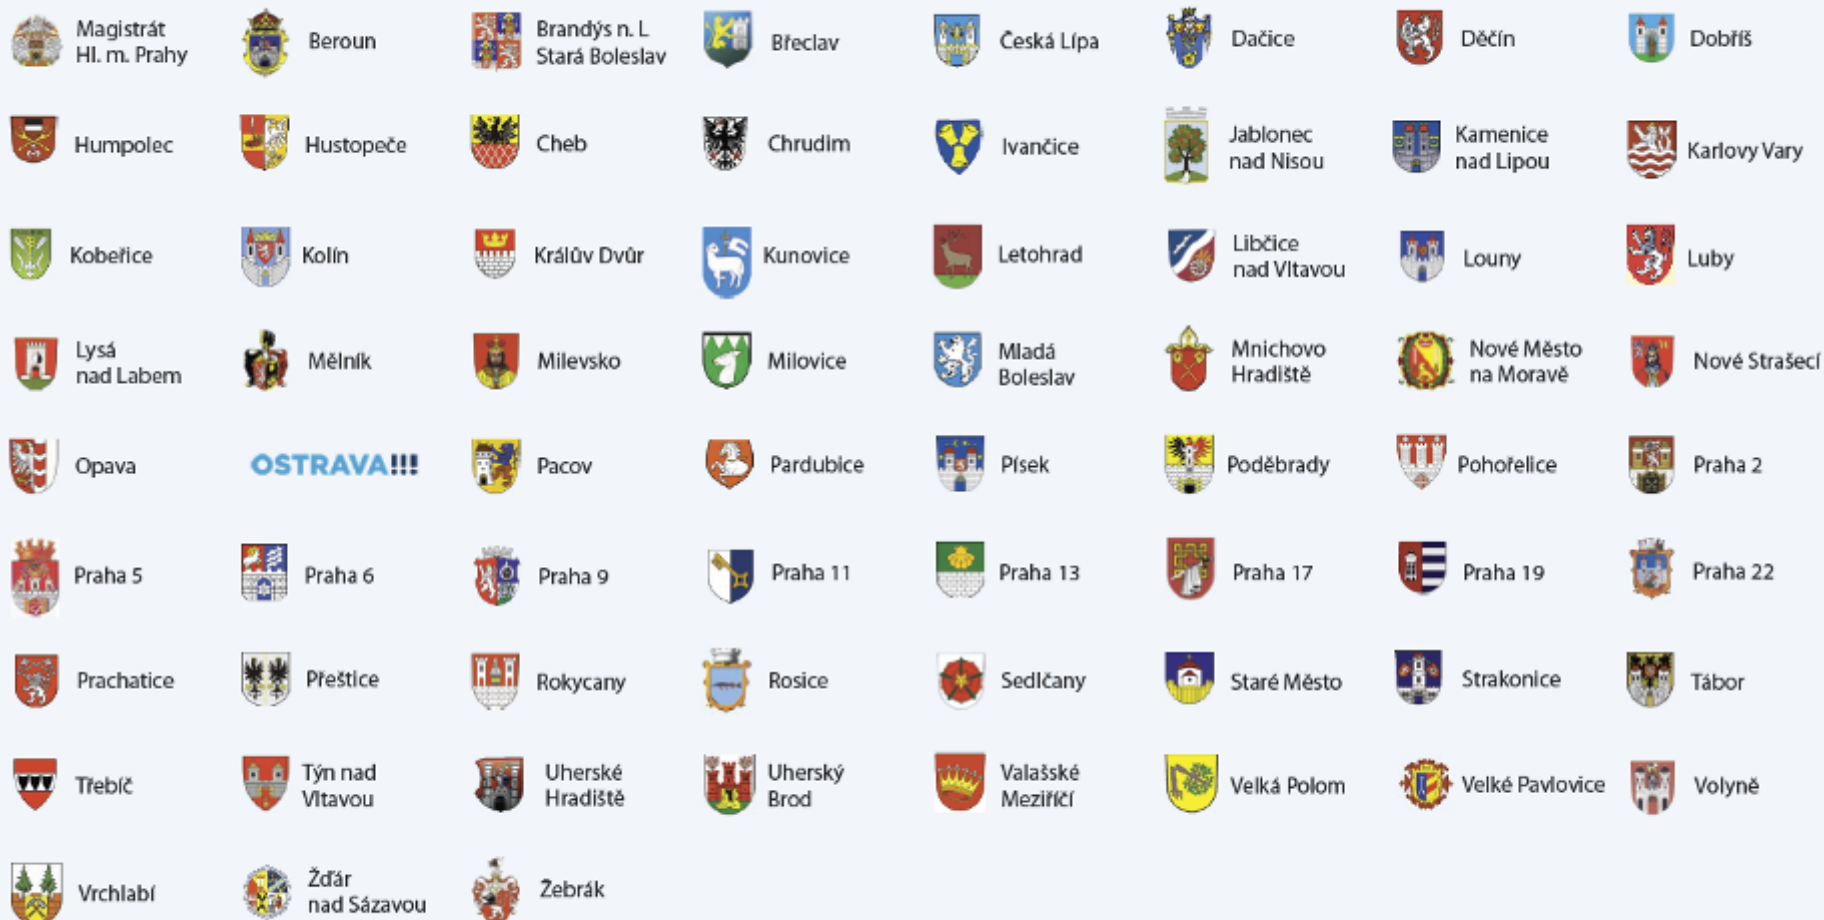 Magistrát
Hl. m. Prahy
Beroun
Brandýs n. L
Stará Boleslav
Břeclav
Česká Lípa
Dačice
Děčín
Dobříš
Humpolec
Hustopeče
Cheb
Chrudim
Ivančice
Jablonec
nad Nisou
Kamenice
nad Lipou
Karlovy Vary
Kobeřice
Kolín
Králův Dvůr
Kunovice
Letohrad
Libčice
nad Vltavou
Louny
Luby
Lysá
nad Labem
Mělník
Milevsko
Milovice
Mladá
Boleslav
Mnichovo
Hradiště
Nové Město
na Moravě
Nové Strašecí
Opava
OSTRAVA!!!
Pacov
Pardubice
Písek
Poděbrady
Pohořelice
Praha 2
Praha 5
Praha 6
Praha 9
Praha 11
Praha 13
Praha 17
Praha 19
Praha 22
Prachatice
Přeštice
Rokycany
Rosice
Sedlčany
Staré Město
Strakonice
Tábor
Třebíč
Týn nad
Vltavou
Uherské
Hradiště
Uherský
Brod
Valašské
Meziříčí
Velká Polom
Velké Pavlovice
Volyně
Vrchlabí
Žďár
nad Sázavou
Žebrák